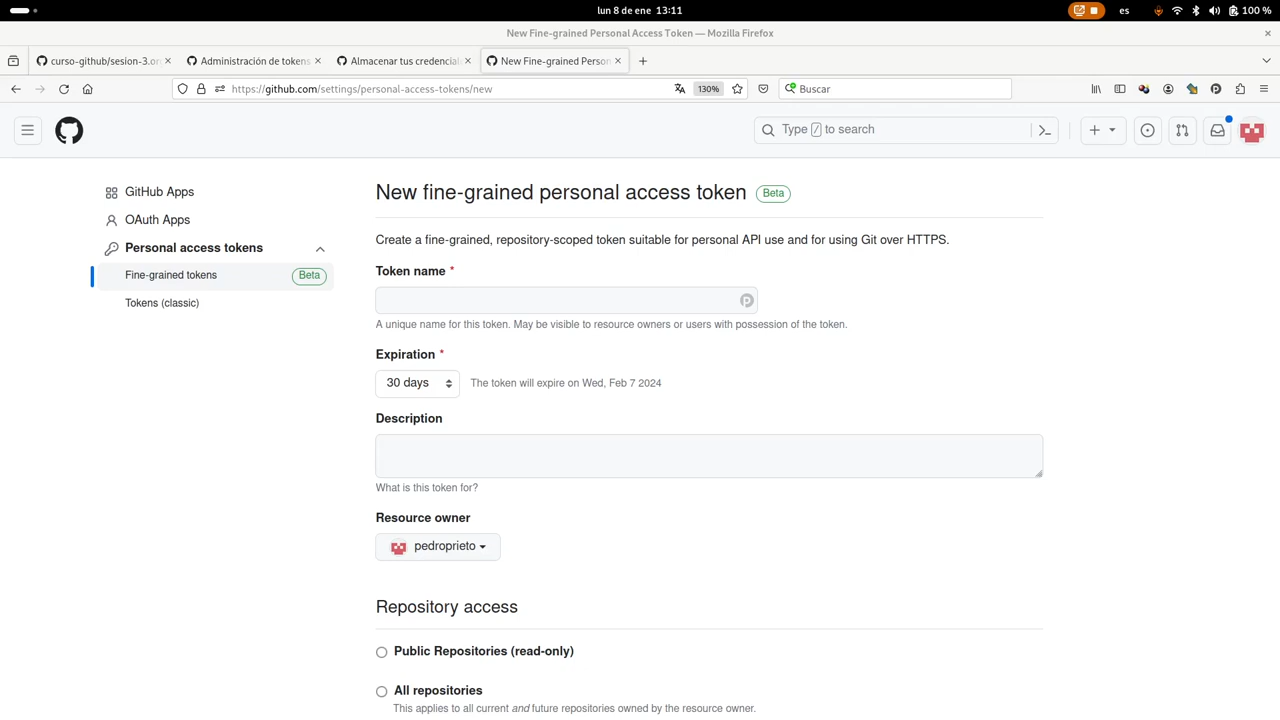 lun 8 de ene 13:11
es
100 %
New Fine-grained Personal Access Token — Mozilla Firefox
curso-github/sesion-3.or
Administración de tokens
Almacenar tus credencial
New Fine-grained Person
https://github.com/settings/personal-access-tokens/new
130%
Buscar
Type / to search
GitHub Apps
OAuth Apps
Personal access tokens
Fine-grained tokens
Beta
Tokens (classic)
New fine-grained personal access token
Beta
Create a fine-grained, repository-scoped token suitable for personal API use and for using Git over HTTPS.
Token name *
A unique name for this token. May be visible to resource owners or users with possession of the token.
Expiration *
30 days
The token will expire on Wed, Feb 7 2024
Description
What is this token for?
Resource owner
pedroprieto
Repository access
Public Repositories (read-only)
All repositories
This applies to all current and future repositories owned by the resource owner.